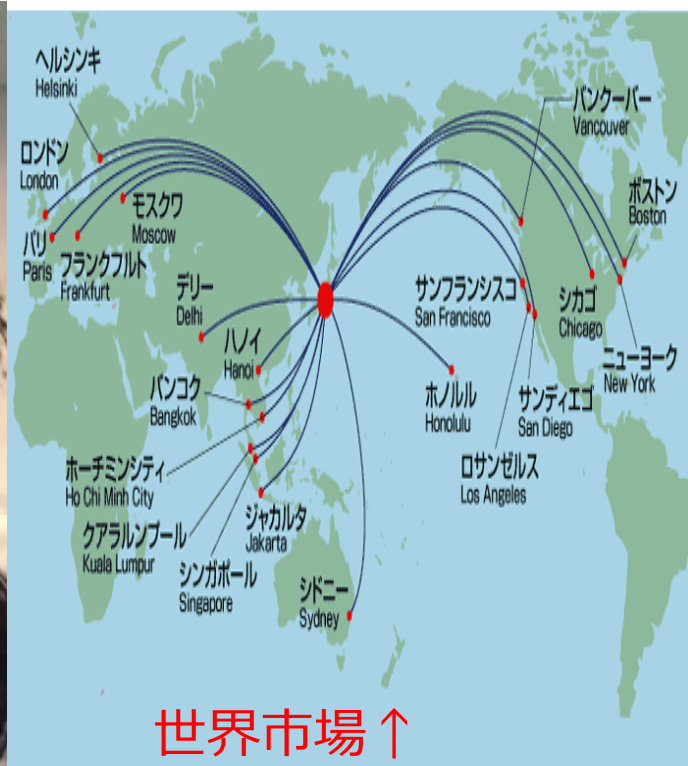 ヘルシンキ
Helsinki
バンクーバー
Vancouver
ロンドン
London
ボストン
Boston
モスクワ
Moscow
パリ
Paris
フランクフルト
Frankfurt
デリー
Delhi
サンフランシスコ
San Francisco
シカゴ
Chicago
ハノイ
Hanoi
ニューヨーク
New York
バンコク
Bangkok
ホノルル
Honolulu
サンディエゴ
San Diego
ホーチミンシティ
Ho Chi Minh City
ロサンゼルス
Los Angeles
クアラルンプール
Kuala Lumpur
ジャカルタ
Jakarta
シンガポール
Singapore
シドニー
Sydney
世界市場↑